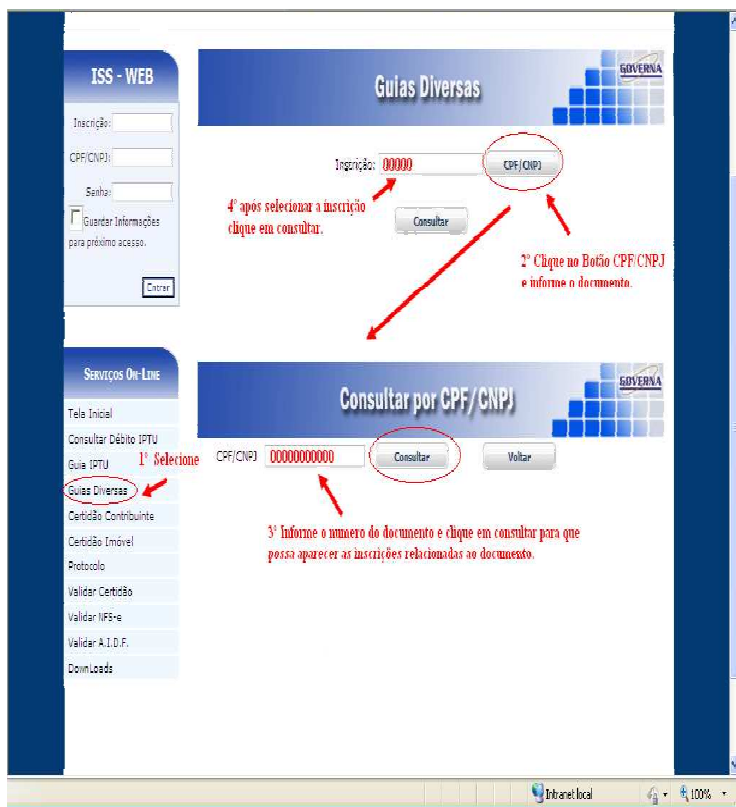 ISS - WEB
Inscrição:
CPF/CNPJ:
Senha:
Guardar Informações
para próximo acesso.
Entrar
Guias Diversas
GOVERNA
Inscrição: 00000 CPF/CNPJ
4º após selecionar a inscrição
clique em consultar.
Consultar
2º Clique no Botão CPF/CNPJ
e informe o documento.
Serviços On-Line
Tela Inicial
Consultar Débito IPTU
Guia IPTU
Guias Diversas
Certidão Contribuinte
Certidão Imóvel
Protocolo
Validar Certidão
Validar NFS-e
Validar A.I.D.F.
DownLoads
1º Selecione
Consultar por CPF/CNPJ
GOVERNA
CPF/CNPJ 00000000000 Consultar Voltar
3º Informe o numero do documento e clique em consultar para que
possa aparecer as inscrições relacionadas ao documento.
Intranet local 100%